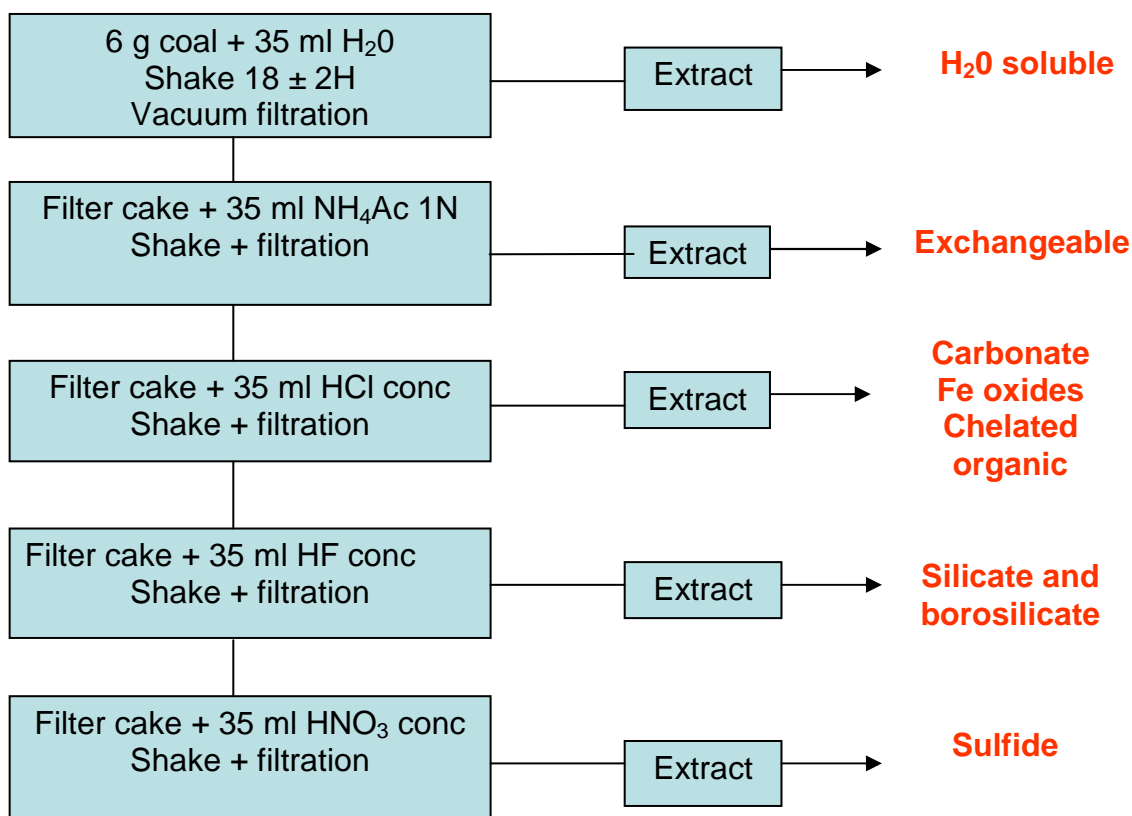 6 g coal + 35 ml H₂0
Shake 18 ± 2H
Vacuum filtration
Extract
H₂0 soluble
Filter cake + 35 ml NH₄Ac 1N
Shake + filtration
Extract
Exchangeable
Filter cake + 35 ml HCl conc
Shake + filtration
Extract
Carbonate
Fe oxides
Chelated
organic
Filter cake + 35 ml HF conc
Shake + filtration
Extract
Silicate and
borosilicate
Filter cake + 35 ml HNO₃ conc
Shake + filtration
Extract
Sulfide